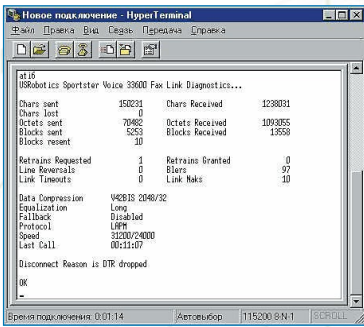 Новое подключение - HyperTerminal
Файл Правка Вид Связь Передача Справка
ati6
USRobotics Sportster Voice 33600 Fax Link Diagnostics...
Chars sent 150231 Chars Received 1238031
Chars lost 0
Octets sent 70482 Octets Received 1093055
Blocks sent 5253 Blocks Received 13558
Blocks resent 10
Retrains Requested 1 Retrains Granted 0
Line Reversals 0 Blers 97
Link Timeouts 0 Link Naks 10
Data Compression V42BIS 2048/32
Equalization Long
Fallback Disabled
Protocol LAPM
Speed 31200/24000
Last Call 00:11:07
Disconnect Reason is DTR dropped
OK
Время подключения: 0:01:14 Автовыбор 115200 8-N-1 SCROLL